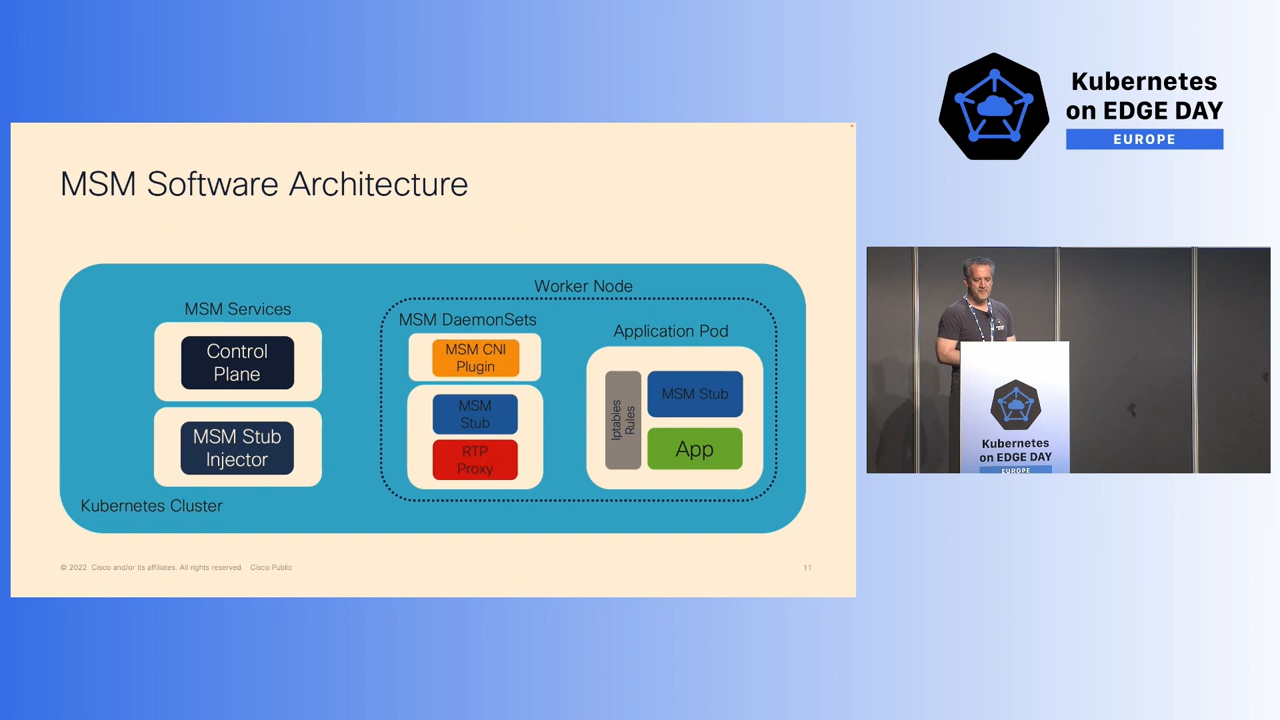 Kubernetes
on EDGE DAY
EUROPE
MSM Software Architecture
Worker Node
MSM Services
MSM DaemonSets
Application Pod
Control
Plane
MSM CNI
Plugin
MSM Stub
Injector
MSM
Stub
RTP
Proxy
Iptables
Rules
MSM Stub
App
Kubernetes Cluster
© 2022 Cisco and/or its affiliates. All rights reserved. Cisco Public
11
Kubernetes
on EDGE DAY
EUROPE